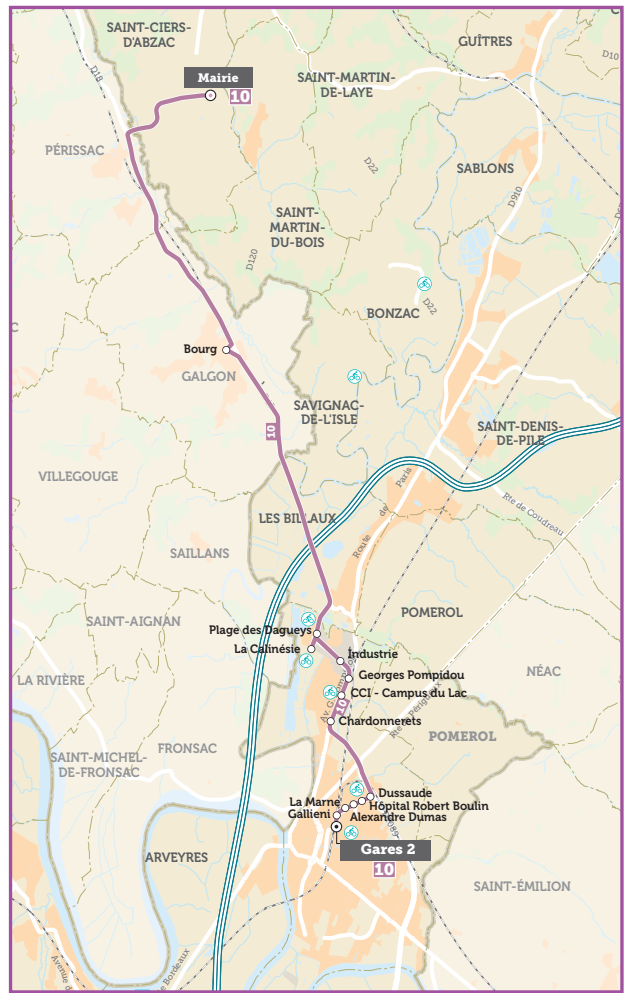 SAINT-CIERS-
D'ABZAC
GUÎTRES
D10
D18
Mairie
10
SAINT-MARTIN-
DE-LAYE
PÉRISSAC
D22
SABLONS
D910
SAINT-
MARTIN-
DU-BOIS
D120
D22
BONZAC
C
Bourg
GALGON
SAVIGNAC-
DE-L'ISLE
10
SAINT-DENIS-
DE-PILE
VILLEGOUGE
Route de Paris
Rte de Coudreau
LES BILLAUX
SAILLANS
POMEROL
SAINT-AIGNAN
Plage des Dagueys
La Calinésie
Industrie
Georges Pompidou
NÉAC
LA RIVIÈRE
CCI - Campus du Lac
10
Chardonnerets
POMEROL
FRONSAC
SAINT-MICHEL-
DE-FRONSAC
Dussaude
La Marne
Hôpital Robert Boulin
Gallieni
Alexandre Dumas
Gares 2
10
ARVEYRES
SAINT-ÉMILION